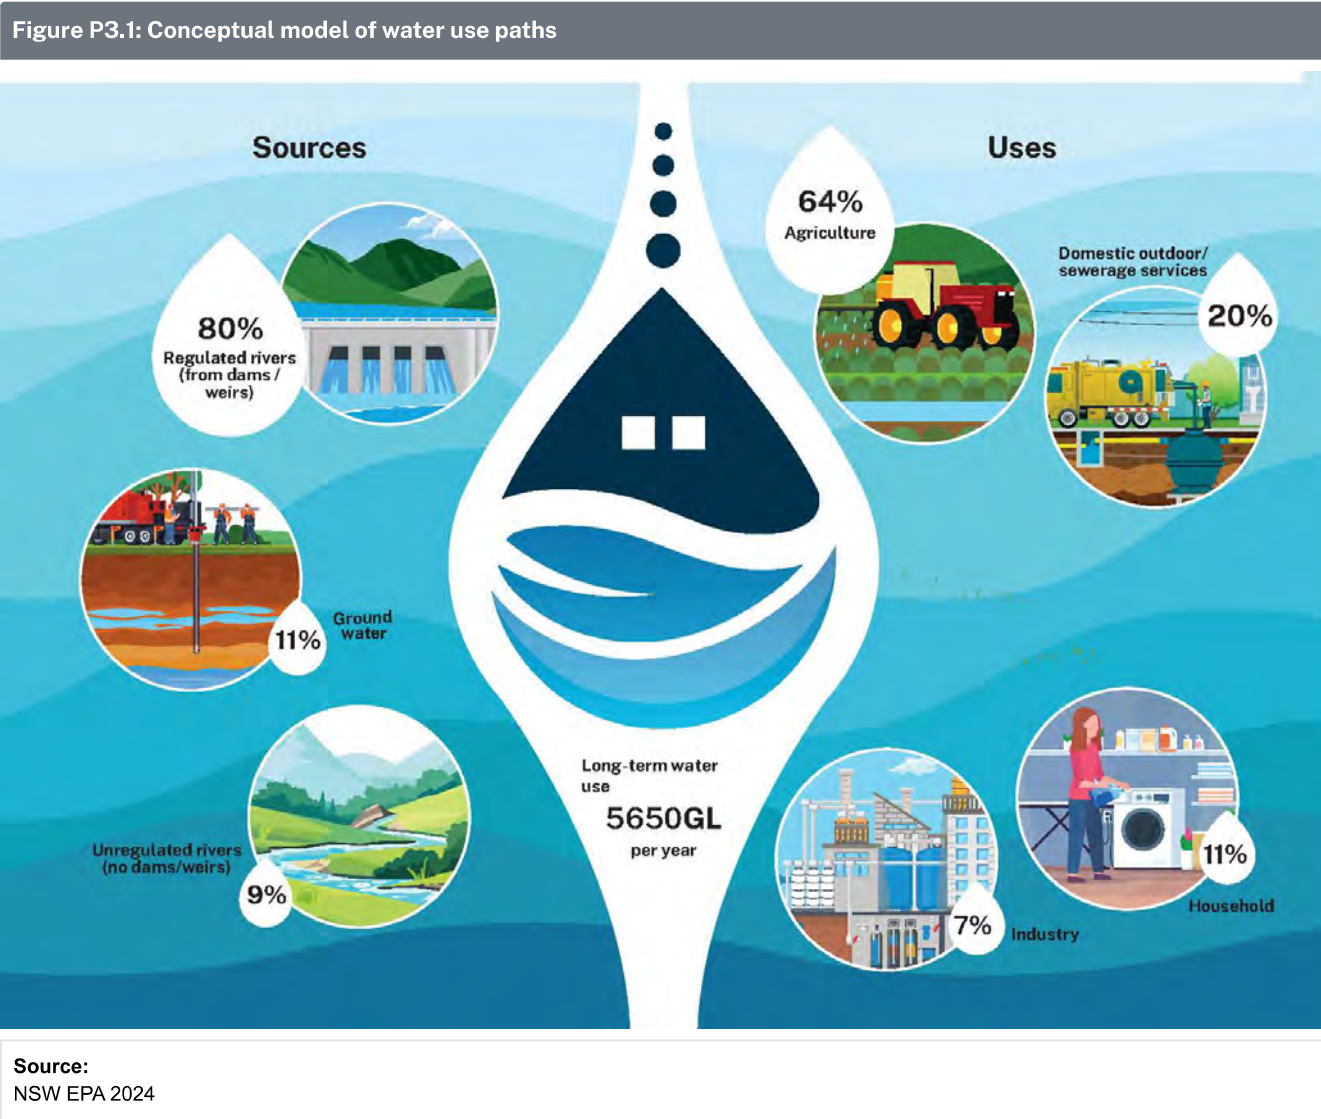 Figure P3.1: Conceptual model of water use paths
Sources
80%
Regulated rivers
(from dams /
weirs)
11%
Ground
water
Unregulated rivers
(no dams/weirs)
9%
Long-term water
use
5650GL
per year
Uses
64%
Agriculture
Domestic outdoor/
sewerage services
20%
11%
Household
7%
Industry
Source:
NSW EPA 2024